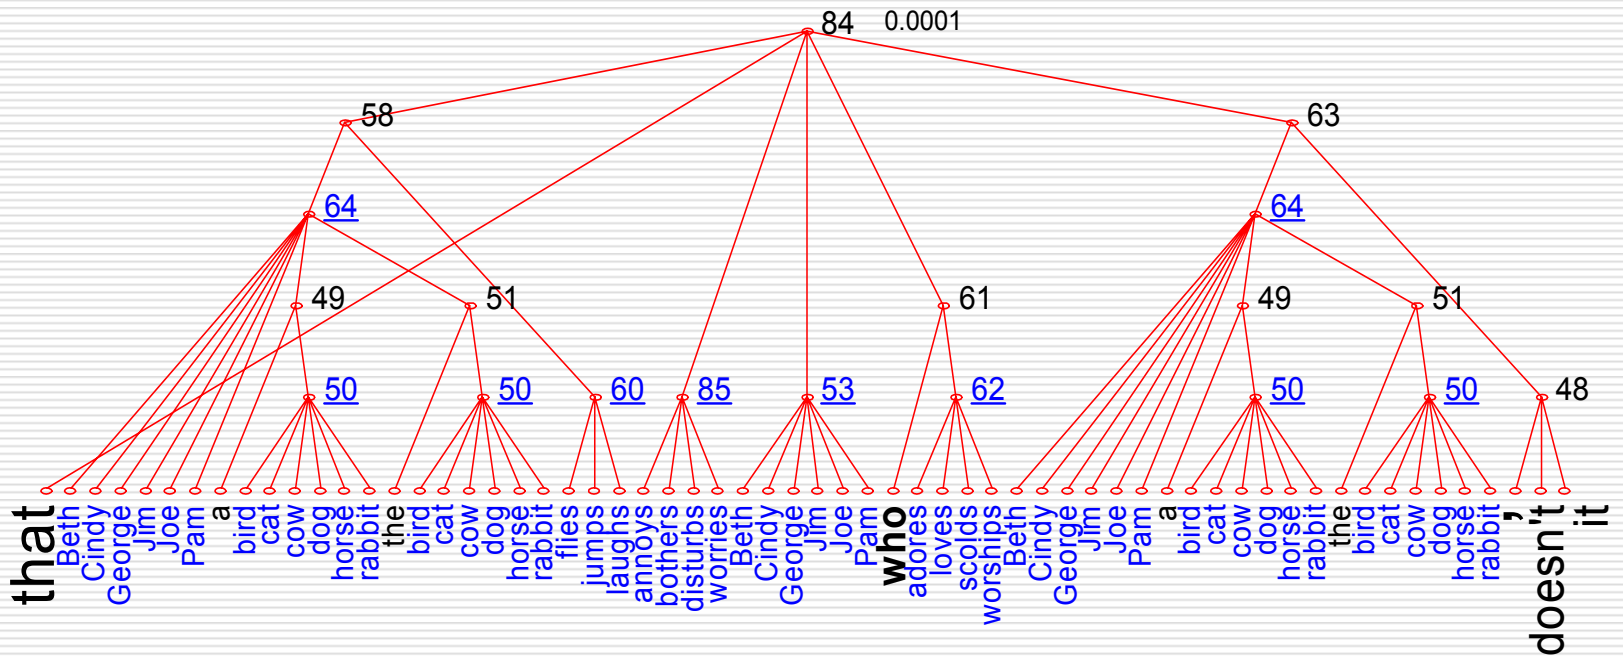 84 0.0001
58 63
64 64
49 51 61 49 51
50 50 60 85 53 62 50 50 48
that Beth Cindy George Jim Joe Pam a bird cat cow dog horse rabbit the bird cat cow dog horse rabbit flies jumps laughs annoys bothers disturbs worries Beth Cindy George Jim Joe Pam who adores loves scolds worships Beth Cindy George Jim Joe Pam a bird cat cow dog horse rabbit the bird cat cow dog horse rabbit , doesn't it